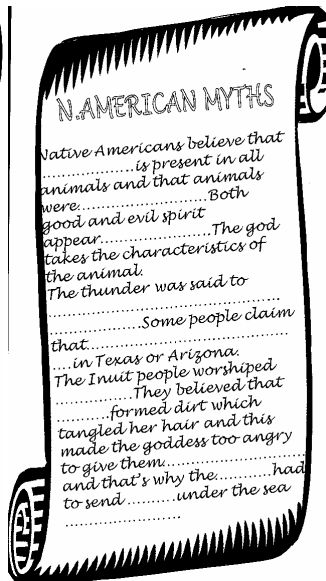 N.AMERICAN MYTHS
Native Americans believe that
..................is present in all
animals and that animals
were.........................Both
good and evil spirit
appear.....................The god
takes the characteristics of
the animal.
The thunder was said to
.............................................
..................Some people claim
that.......................................
....in Texas or Arizona.
The Inuit people worshiped
...............They believed that
..........formed dirt which
tangled her hair and this
made the goddess too angry
to give them...........................
and that's why the...........had
to send ..........under the sea
.......................